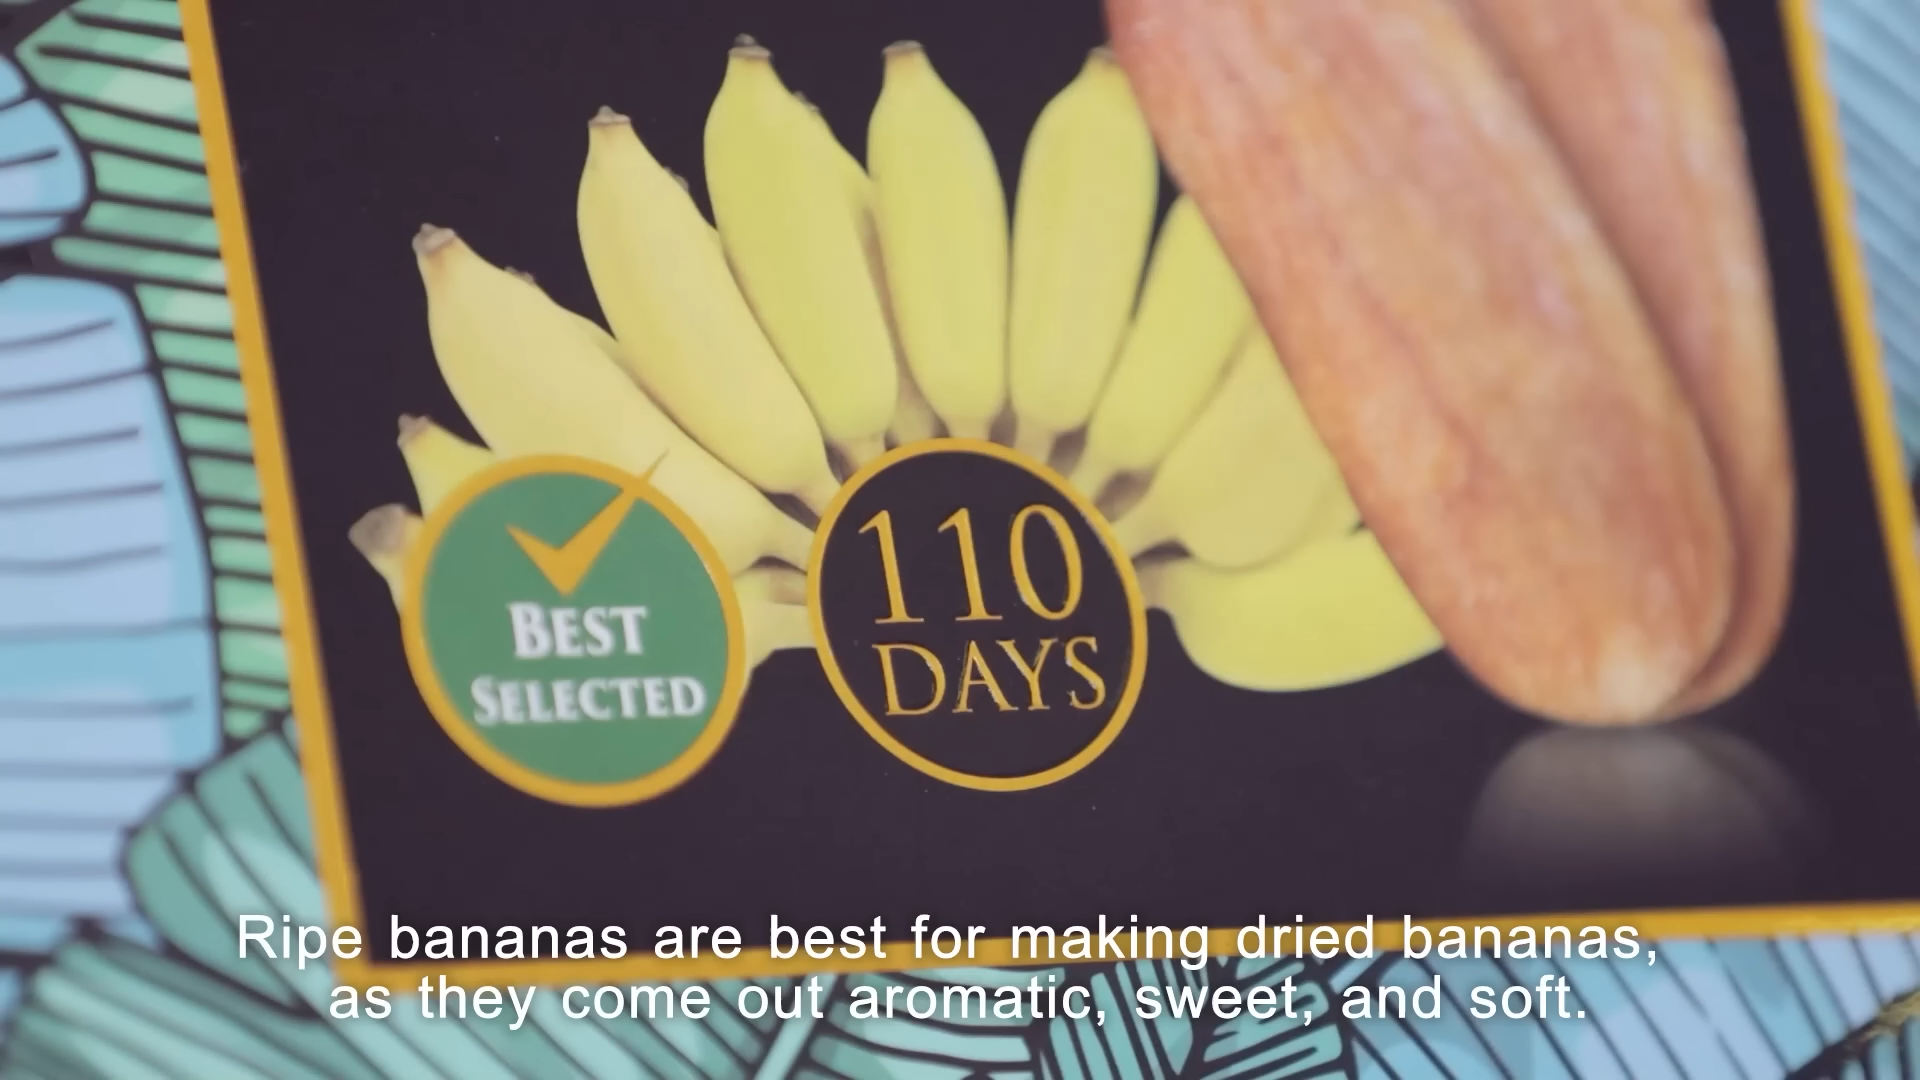 BEST
SELECTED
110
DAYS
Ripe bananas are best for making dried bananas,
as they come out aromatic, sweet, and soft.